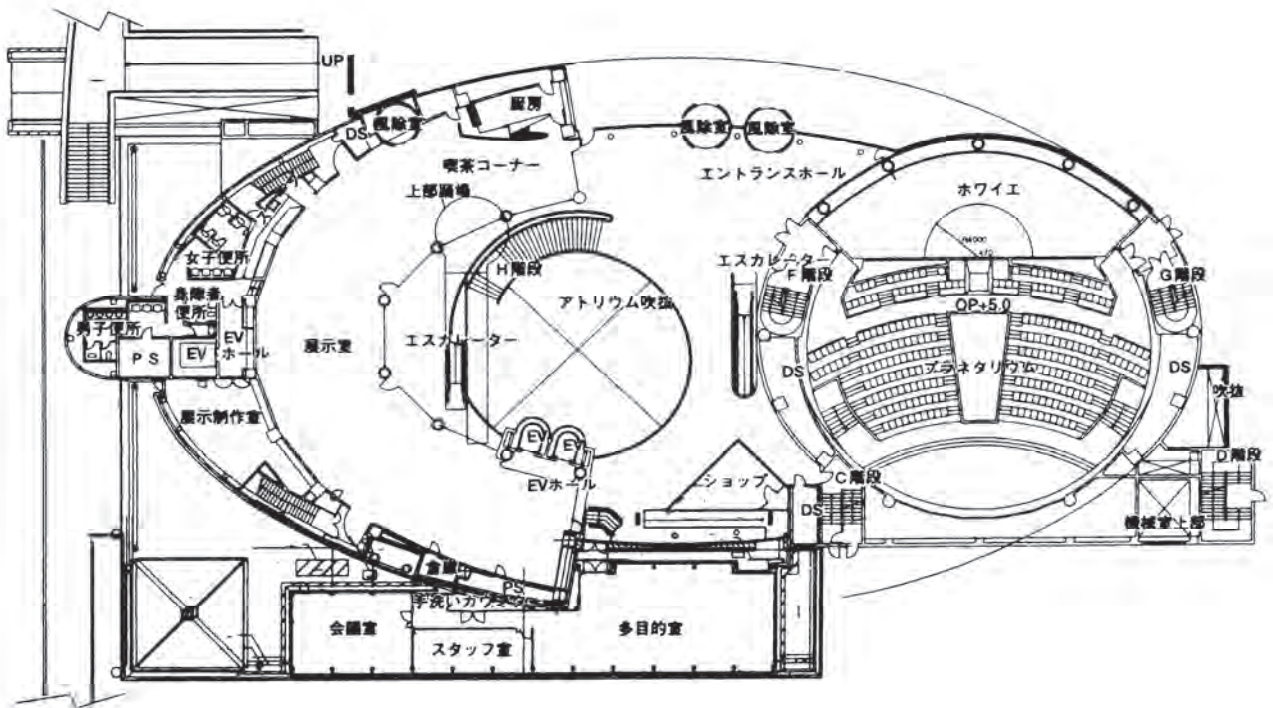 UP
厨房
DS
風除室
風除室
風除室
喫茶コーナー
エントランスホール
上部踊場
ホワイエ
女子便所
H階段
エスカレーター
F階段
G階段
アトリウム吹抜
OP+5.0
身障者
便所
男子便所
EV
ホール
PS
EV
展示室
エスカレーター
プラネタリウム
DS
DS
吹抜
展示制作室
EV
EV
EVホール
ショップ
C階段
D階段
DS
機械室上部
倉庫
PS
手洗いカウンター
会議室
スタッフ室
多目的室